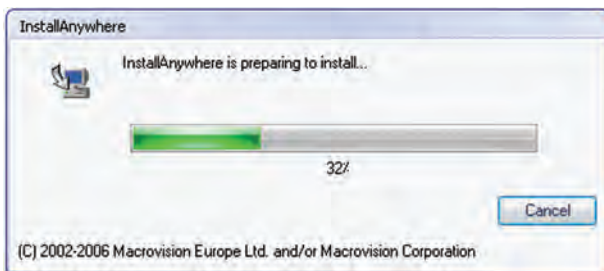 InstallAnywhere
InstallAnywhere is preparing to install...
32%
Cancel
(C) 2002-2006 Macrovision Europe Ltd. and/or Macrovision Corporation